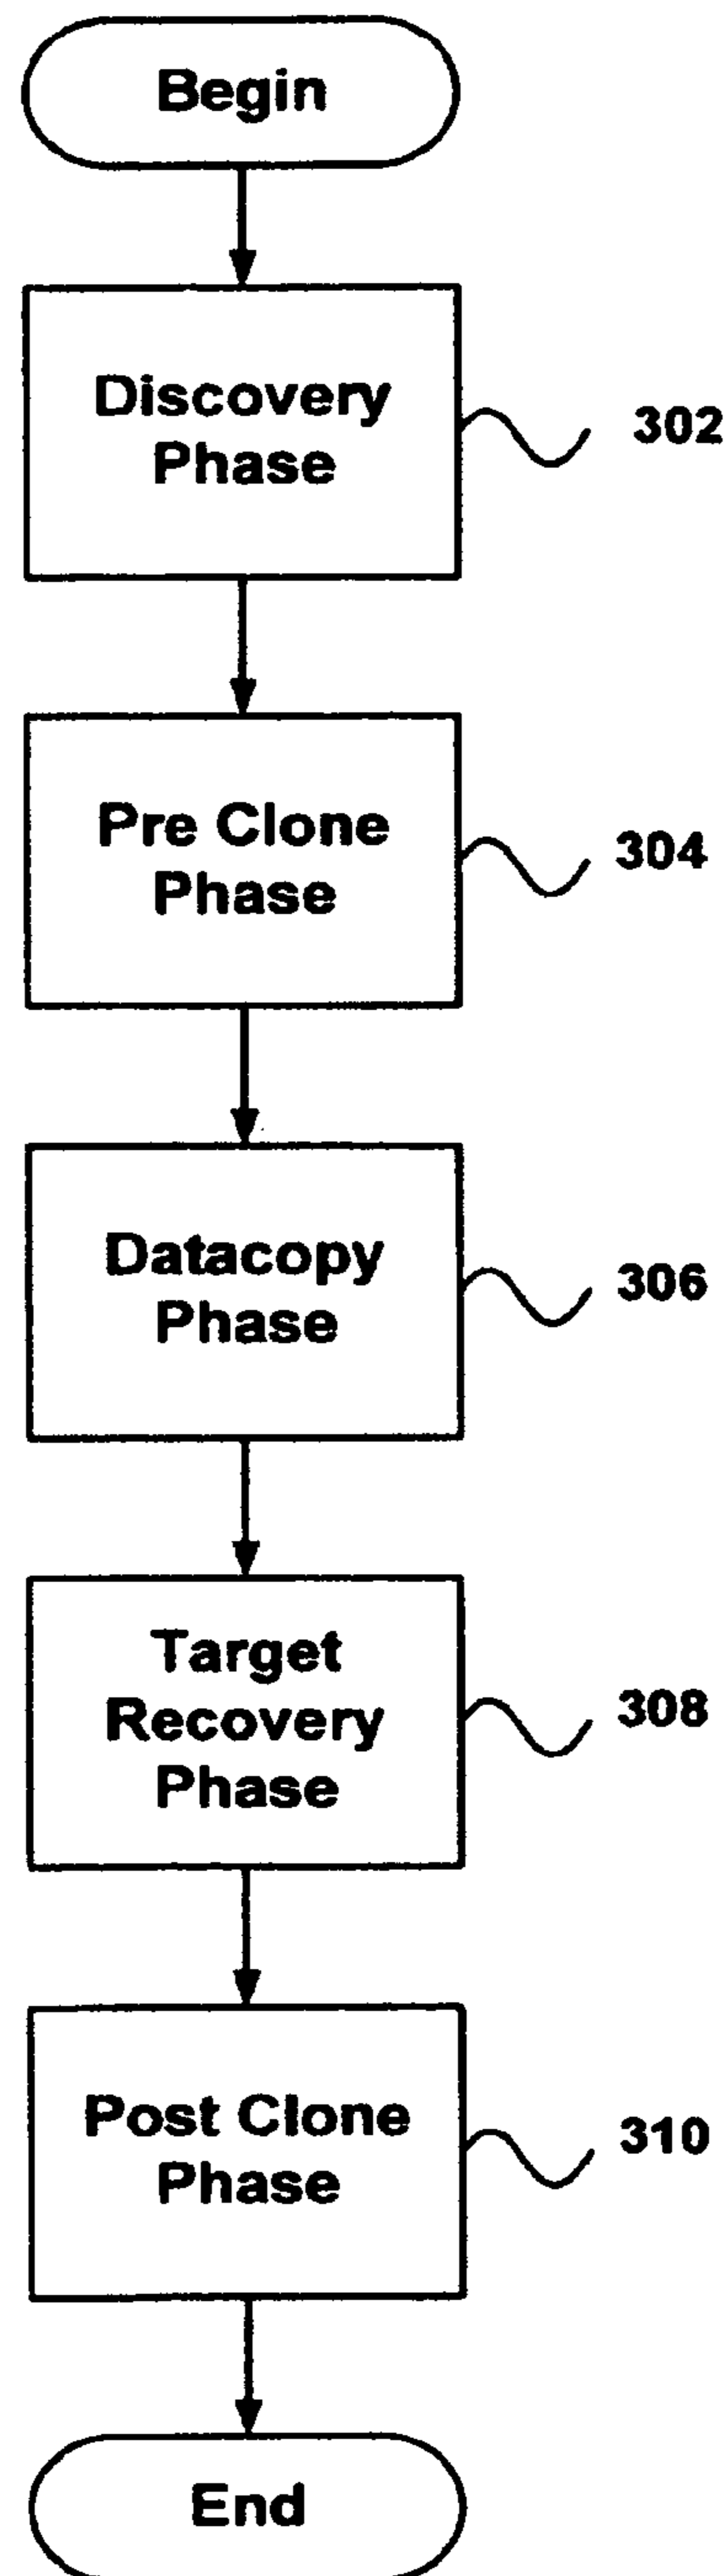 Begin
Discovery
Phase
302
Pre Clone
Phase
304
Datacopy
Phase
306
Target
Recovery
Phase
308
Post Clone
Phase
310
End